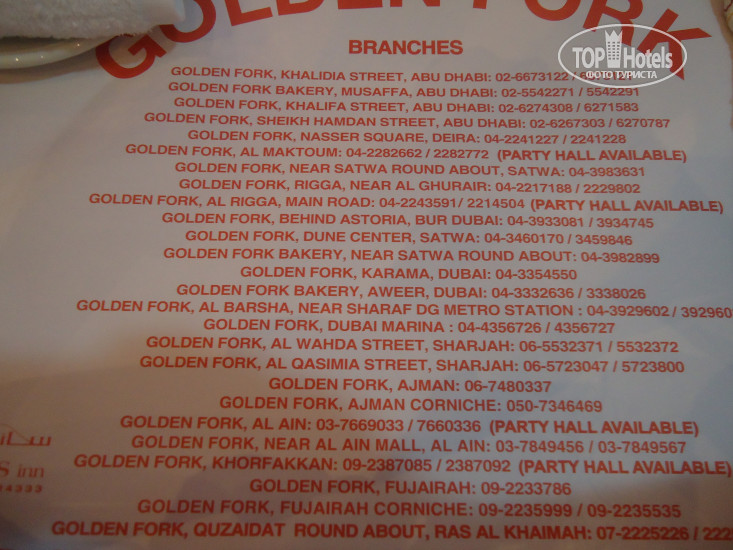 GOLDEN FORK
TOP Hotels
ФОТО ТУРИСТА
BRANCHES
GOLDEN FORK, KHALIDIA STREET, ABU DHABI: 02-6673122 /
GOLDEN FORK BAKERY, MUSAFFA, ABU DHABI: 02-5542271 / 5542291
GOLDEN FORK, KHALIFA STREET, ABU DHABI: 02-6274308 / 6271583
GOLDEN FORK, SHEIKH HAMDAN STREET, ABU DHABI: 02-6267303 / 6270787
GOLDEN FORK, NASSER SQUARE, DEIRA: 04-2241227 / 2241228
GOLDEN FORK, AL MAKTOUM: 04-2282662 / 2282772 (PARTY HALL AVAILABLE)
GOLDEN FORK, NEAR SATWA ROUND ABOUT, SATWA: 04-3983631
GOLDEN FORK, RIGGA, NEAR AL GHURAIR: 04-2217188 / 2229802
GOLDEN FORK, AL RIGGA, MAIN ROAD: 04-2243591/ 2214504 (PARTY HALL AVAILABLE)
GOLDEN FORK, BEHIND ASTORIA, BUR DUBAI: 04-3933081 / 3934745
GOLDEN FORK, DUNE CENTER, SATWA: 04-3460170 / 3459846
GOLDEN FORK BAKERY, NEAR SATWA ROUND ABOUT: 04-3982899
GOLDEN FORK, KARAMA, DUBAI: 04-3354550
GOLDEN FORK BAKERY, AWEER, DUBAI: 04-3332636 / 3338026
GOLDEN FORK, AL BARSHA, NEAR SHARAF DG METRO STATION : 04-3929602 / 392960
GOLDEN FORK, DUBAI MARINA : 04-4356726 / 4356727
GOLDEN FORK, AL WAHDA STREET, SHARJAH: 06-5532371 / 5532372
GOLDEN FORK, AL QASIMIA STREET, SHARJAH: 06-5723047 / 5723800
GOLDEN FORK, AJMAN: 06-7480337
GOLDEN FORK, AJMAN CORNICHE: 050-7346469
GOLDEN FORK, AL AIN: 03-7669033 / 7660336 (PARTY HALL AVAILABLE)
GOLDEN FORK, NEAR AL AIN MALL, AL AIN: 03-7849456 / 03-7849567
S inn
GOLDEN FORK, KHORFAKKAN: 09-2387085 / 2387092 (PARTY HALL AVAILABLE)
4333
GOLDEN FORK, FUJAIRAH: 09-2233786
GOLDEN FORK, FUJAIRAH CORNICHE: 09-2235999 / 09-2235535
GOLDEN FORK, QUZAIDAT ROUND ABOUT, RAS AL KHAIMAH: 07-2225226 / 222